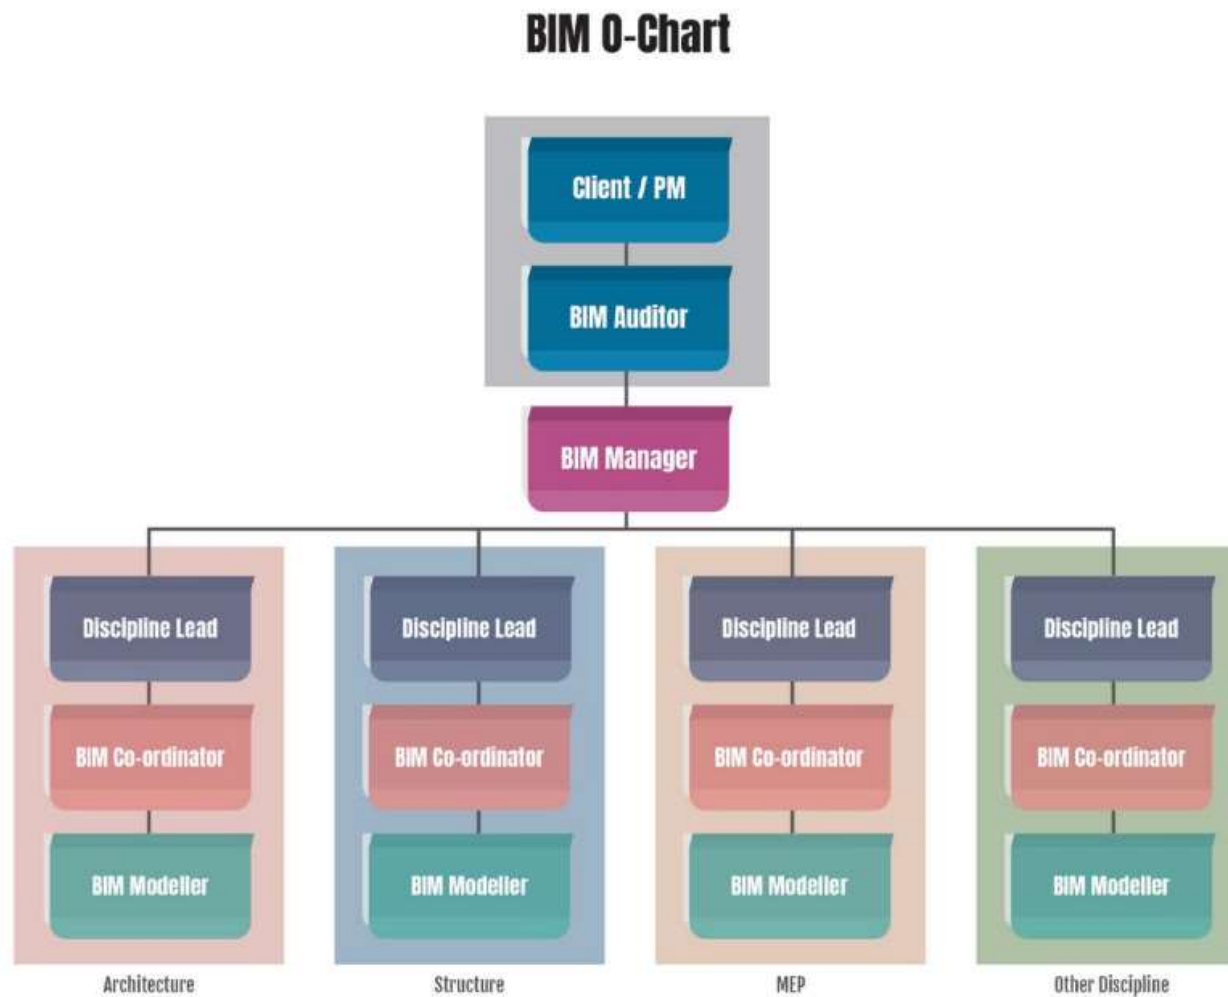 BIM O-Chart
Client / PM
BIM Auditor
BIM Manager
Discipline Lead
Discipline Lead
Discipline Lead
Discipline Lead
BIM Co-ordinator
BIM Co-ordinator
BIM Co-ordinator
BIM Co-ordinator
BIM Modeller
BIM Modeller
BIM Modeller
BIM Modeller
Architecture
Structure
MEP
Other Discipline